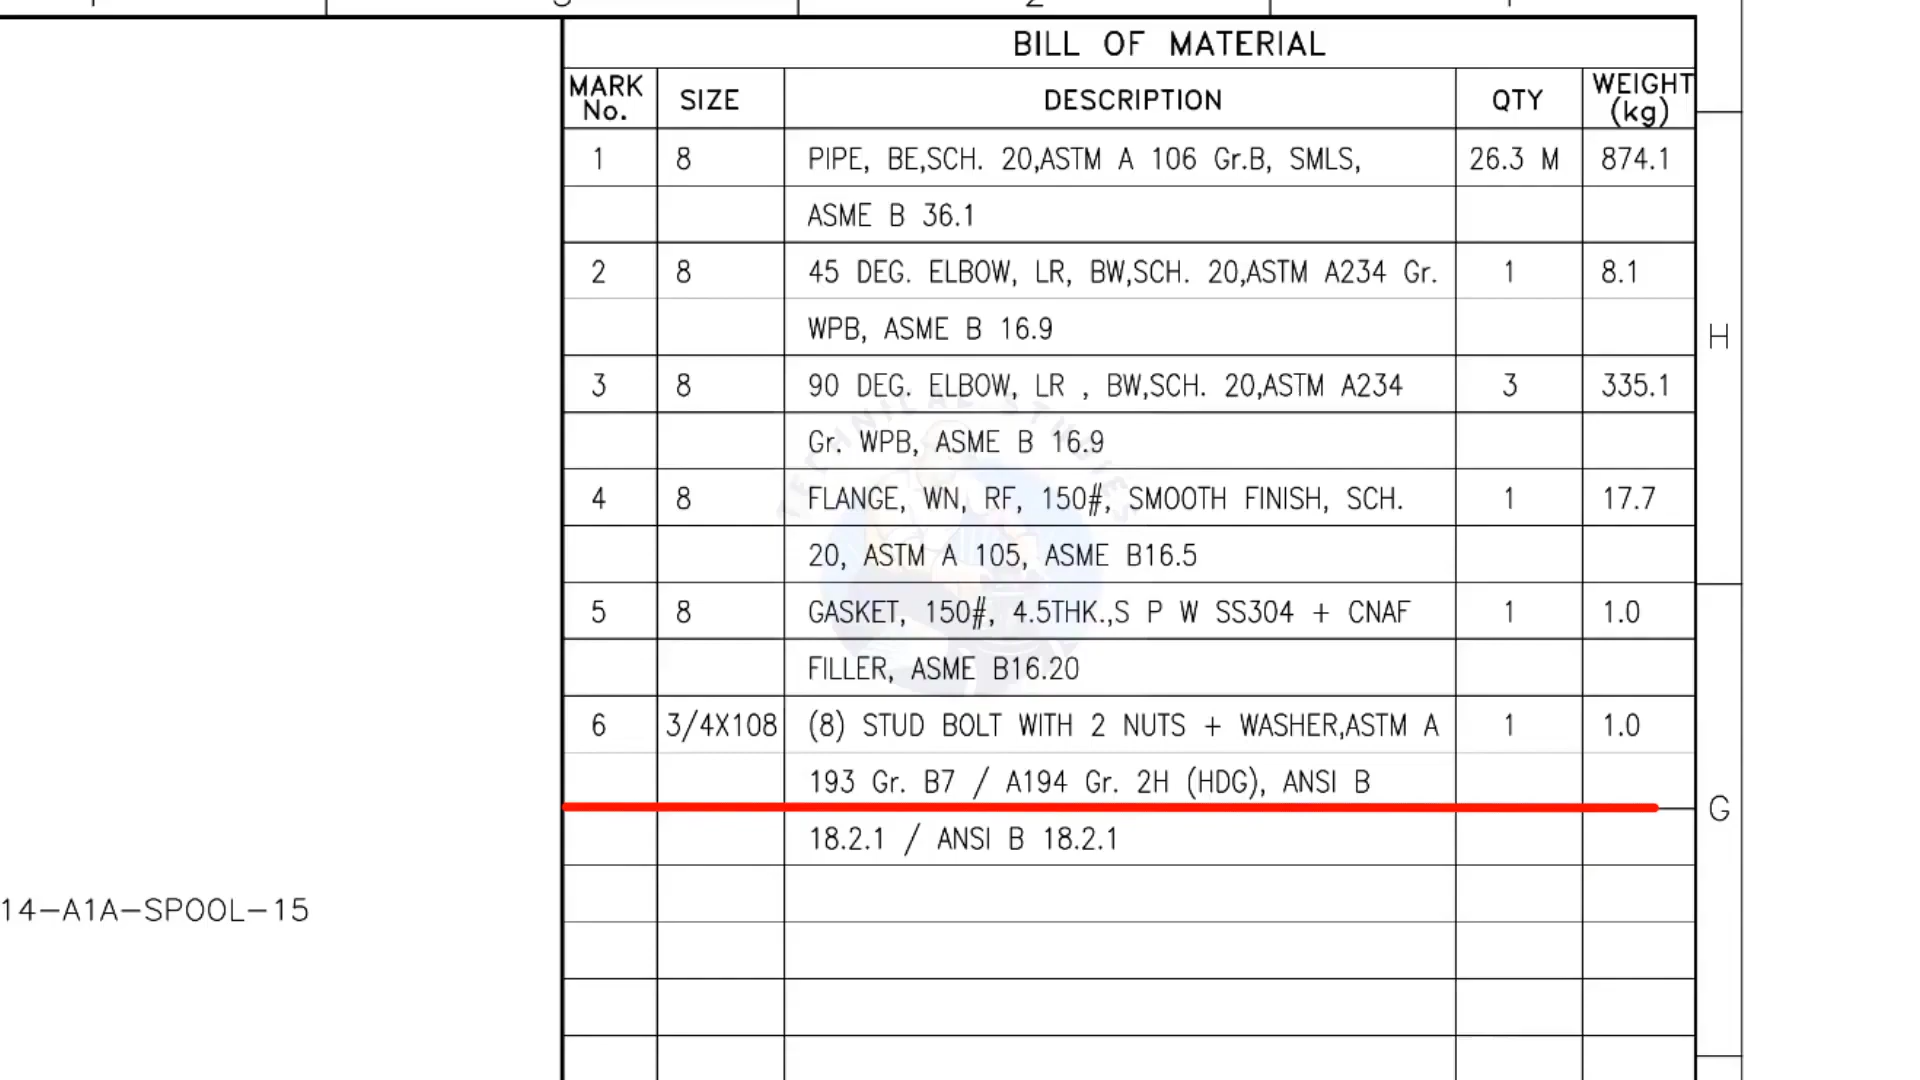 BILL OF MATERIAL
MARK No. SIZE DESCRIPTION QTY WEIGHT (kg)
1 8 PIPE, BE,SCH. 20,ASTM A 106 Gr.B, SMLS, 26.3 M 874.1
ASME B 36.1
2 8 45 DEG. ELBOW, LR, BW,SCH. 20,ASTM A234 Gr. 1 8.1
WPB, ASME B 16.9
H
3 8 90 DEG. ELBOW, LR , BW,SCH. 20,ASTM A234 3 335.1
Gr. WPB, ASME B 16.9
TECHNICAL STUDIES
4 8 FLANGE, WN, RF, 150#, SMOOTH FINISH, SCH. 1 17.7
20, ASTM A 105, ASME B16.5
5 8 GASKET, 150#, 4.5THK.,S P W SS304 + CNAF 1 1.0
FILLER, ASME B16.20
6 3/4X108 (8) STUD BOLT WITH 2 NUTS + WASHER,ASTM A 1 1.0
193 Gr. B7 / A194 Gr. 2H (HDG), ANSI B
G
18.2.1 / ANSI B 18.2.1
14-A1A-SPOOL-15